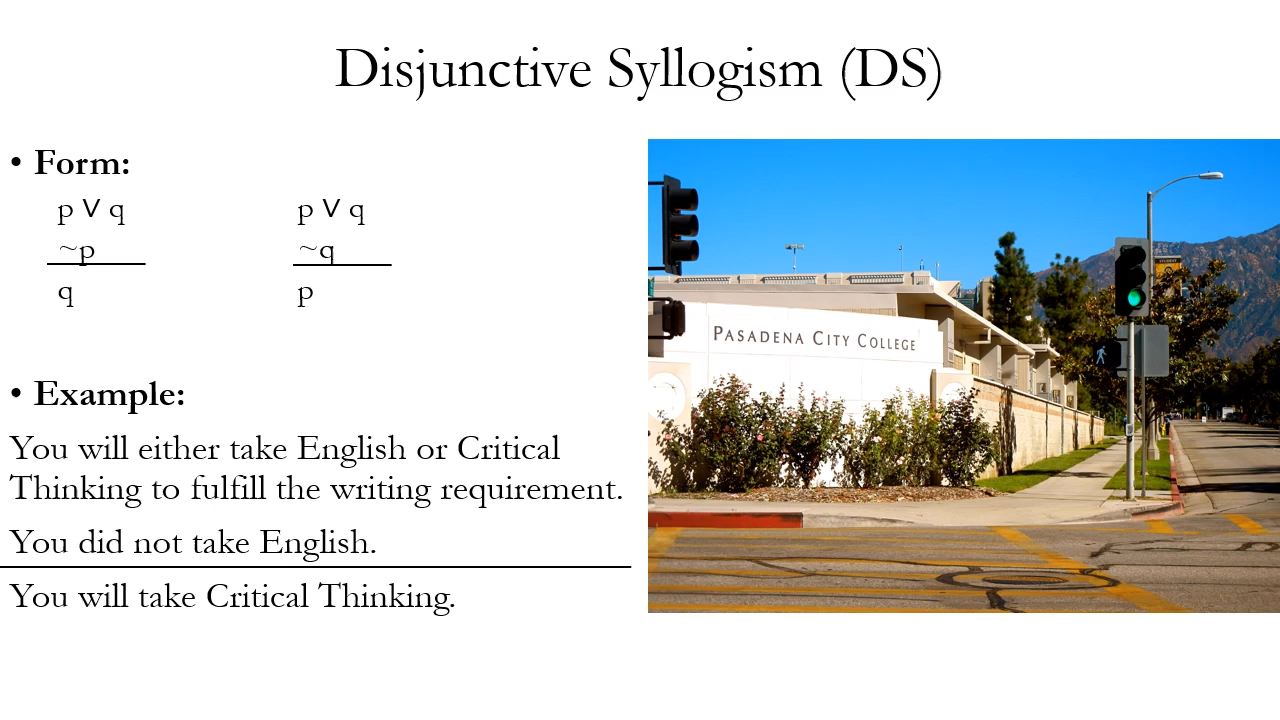 Disjunctive Syllogism (DS)
• Form:
p ∨ q
~p
q
p ∨ q
~q
p
• Example:
You will either take English or Critical
Thinking to fulfill the writing requirement.
You did not take English.
You will take Critical Thinking.
PASADENA CITY COLLEGE